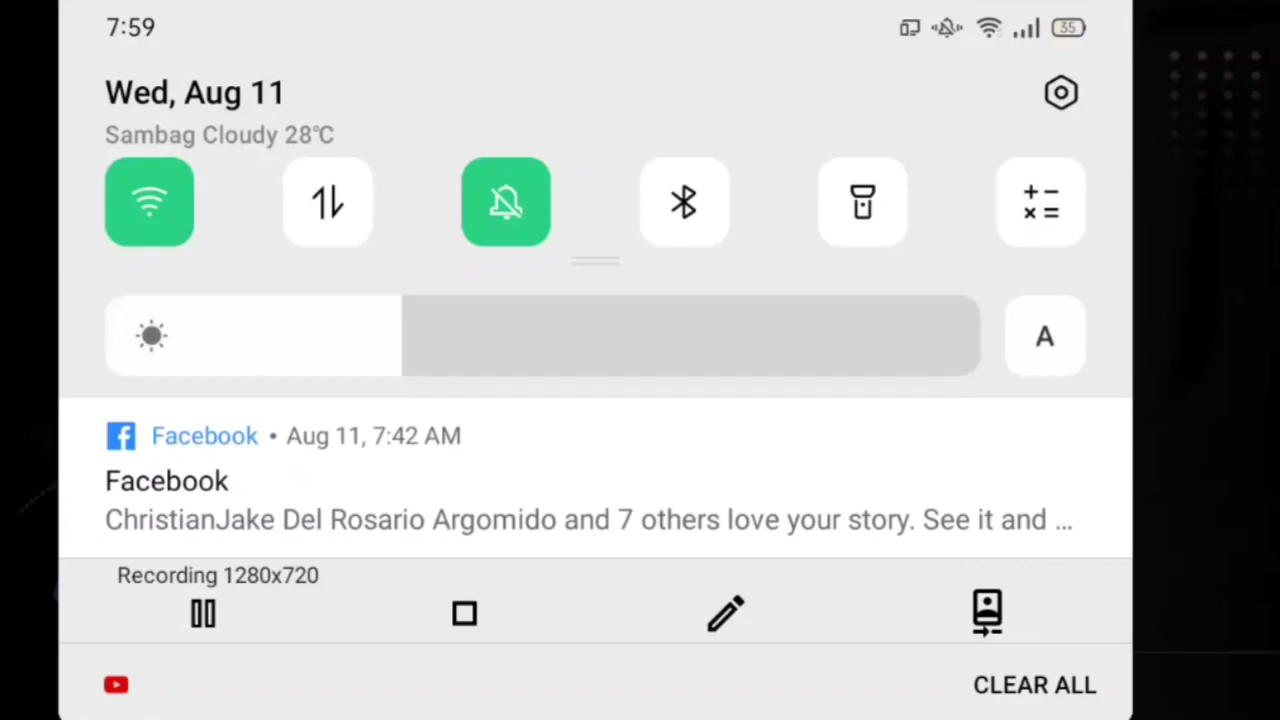 7:59
35
Wed, Aug 11
Sambag Cloudy 28℃
A
Facebook • Aug 11, 7:42 AM
Facebook
ChristianJake Del Rosario Argomido and 7 others love your story. See it and ...
Recording 1280x720
CLEAR ALL